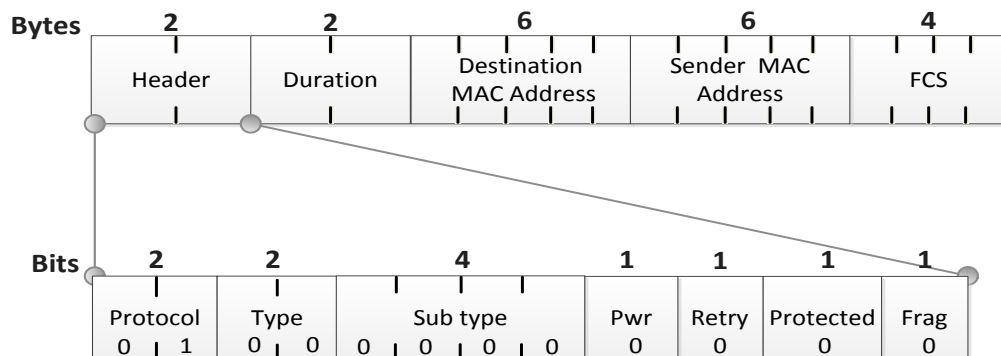 Bytes 2 2 6 6 4
Header Duration Destination MAC Address Sender MAC Address FCS
Bits 2 2 4 1 1 1 1
Protocol Type Sub type Pwr Retry Protected Frag
0 1 0 0 0 0 0 0 0 0 0 0